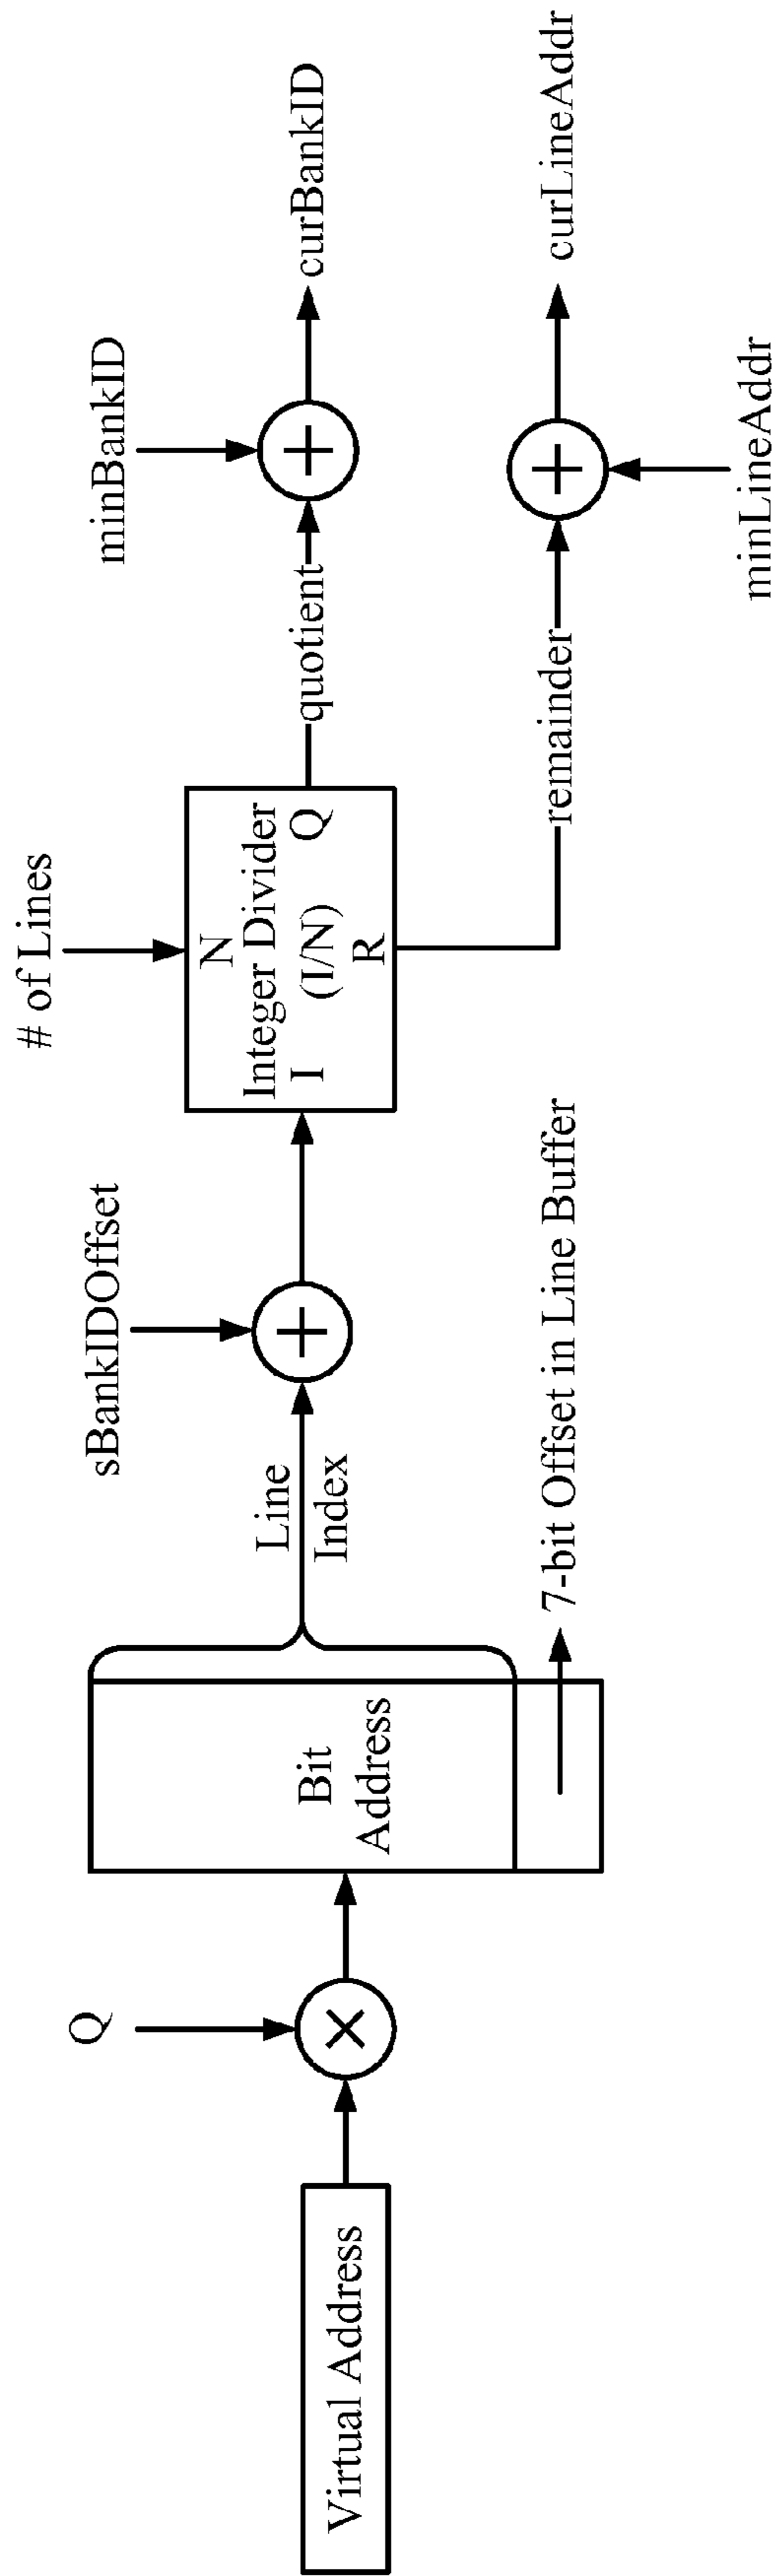 Virtual Address
Q
×
Bit
Address
Line
Index
7-bit Offset in Line Buffer
sBankIDOffset
+
# of Lines
N
Integer Divider
I (I/N) Q
R
quotient
remainder
minBankID
+
curBankID
+
minLineAddr
curLineAddr